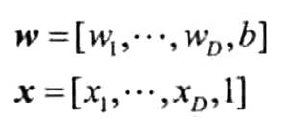 w = [w₁,⋯,w_D,b]
x = [x₁,⋯,x_D,1]